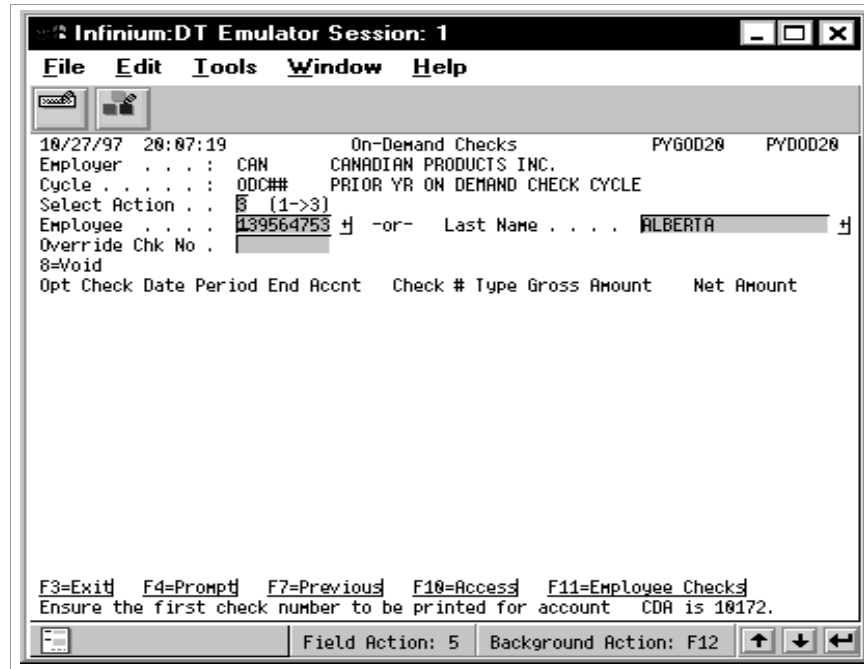 Infinium:DT Emulator Session: 1
File Edit Tools Window Help
10/27/97 20:07:19 On-Demand Checks PYGOD20 PYDOD20
Employer . . . : CAN CANADIAN PRODUCTS INC.
Cycle . . . . . : ODC## PRIOR YR ON DEMAND CHECK CYCLE
Select Action . . 3 (1->3)
Employee . . . . 139564753 + -or- Last Name . . . . ALBERTA +
Override Chk No .
8=Void
Opt Check Date Period End Accnt Check # Type Gross Amount Net Amount
F3=Exit F4=Prompt F7=Previous F10=Access F11=Employee Checks
Ensure the first check number to be printed for account CDA is 10172.
Field Action: 5 Background Action: F12